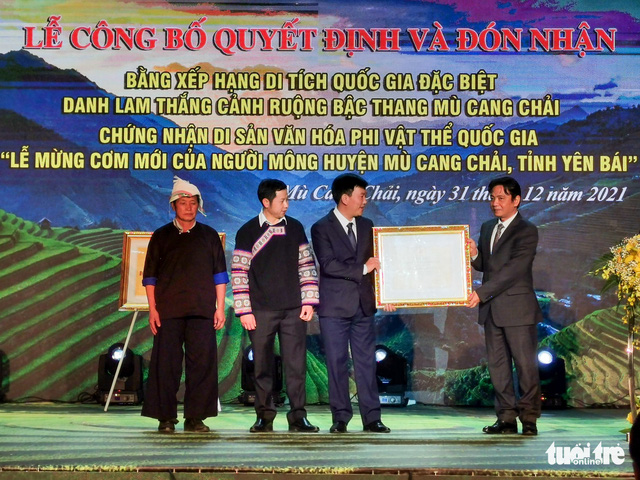 LỄ CÔNG BỐ QUYẾT ĐỊNH VÀ ĐÓN NHẬN
BẰNG XẾP HẠNG DI TÍCH QUỐC GIA ĐẶC BIỆT
DANH LAM THẮNG CẢNH RUỘNG BẬC THANG MÙ CANG CHẢI
CHỨNG NHẬN DI SẢN VĂN HÓA PHI VẬT THỂ QUỐC GIA
“LỄ MỪNG CƠM MỚI CỦA NGƯỜI MÔNG HUYỆN MÙ CANG CHẢI, TỈNH YÊN BÁI”
Mù Chải, ngày 31 12 năm 2021
tuổi trẻ
online